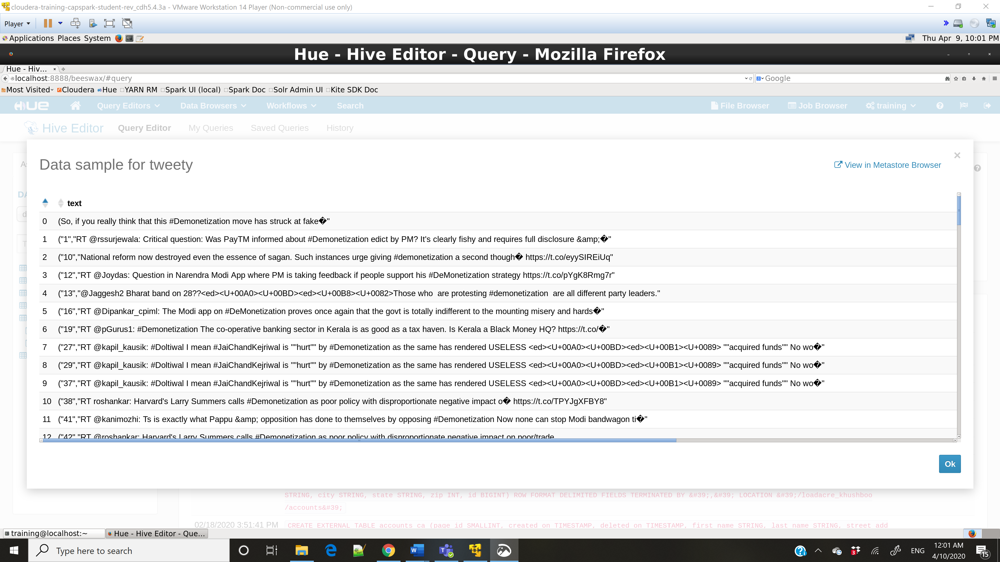 cloudera-training-capspark-student-rev_cdh5.4.3a - VMware Workstation 14 Player (Non-commercial use only)
Player
Applications Places System Thu Apr 9, 10:01 PM
Hue - Hive Editor - Query - Mozilla Firefox
Hue - Hiv...
localhost:8888/beeswax/#query Google
Most Visited Cloudera Hue YARN RM Spark UI (local) Spark Doc Solr Admin UI Kite SDK Doc
HUE Query Editors Data Browsers Workflows Search File Browser Job Browser training
Hive Editor Query Editor My Queries Saved Queries History
Data sample for tweety View in Metastore Browser
text
0 (So, if you really think that this #Demonetization move has struck at fake�"
1 ("1","RT @rssurjewala: Critical question: Was PayTM informed about #Demonetization edict by PM? It's clearly fishy and requires full disclosure &amp;�"
2 ("10","National reform now destroyed even the essence of sagan. Such instances urge giving #demonetization a second though� https://t.co/eyySIREiUq"
3 ("12","RT @Joydas: Question in Narendra Modi App where PM is taking feedback if people support his #DeMonetization strategy https://t.co/pYgK8Rmg7r"
4 ("13","@Jaggesh2 Bharat band on 28??<ed><U+00A0><U+00BD><ed><U+00B8><U+0082>Those who  are protesting #demonetization  are all different party leaders."
5 ("16","RT @Dipankar_cpiml: The Modi app on #DeMonetization proves once again that the govt is totally indifferent to the mounting misery and hards�"
6 ("19","RT @pGurus1: #Demonetization The co-operative banking sector in Kerala is as good as a tax haven. Is Kerala a Black Money HQ? https://t.co/�"
7 ("27","RT @kapil_kausik: #Doltiwal I mean #JaiChandKejriwal is ""hurt"" by #Demonetization as the same has rendered USELESS <ed><U+00A0><U+00BD><ed><U+00B1><U+0089> ""acquired funds"" No wo�"
8 ("29","RT @kapil_kausik: #Doltiwal I mean #JaiChandKejriwal is ""hurt"" by #Demonetization as the same has rendered USELESS <ed><U+00A0><U+00BD><ed><U+00B1><U+0089> ""acquired funds"" No wo�"
9 ("37","RT @kapil_kausik: #Doltiwal I mean #JaiChandKejriwal is ""hurt"" by #Demonetization as the same has rendered USELESS <ed><U+00A0><U+00BD><ed><U+00B1><U+0089> ""acquired funds"" No wo�"
10 ("38","RT roshankar: Harvard's Larry Summers calls #Demonetization as poor policy with disproportionate negative impact o� https://t.co/TPYJgXFBY8"
11 ("41","RT @kanimozhi: Ts is exactly what Pappu &amp; opposition has done to themselves by opposing #Demonetization Now none can stop Modi bandwagon ti�"
12 ("42","RT @roshankar: Harvard's Larry Summers calls #Demonetization as poor policy with disproportionate negative impact on poor/trade
Ok
STRING, city STRING, state STRING, zip INT, id BIGINT) ROW FORMAT DELIMITED FIELDS TERMINATED BY &#39;,&#39; LOCATION &#39;/loadacre_khushboo
/accounts&#39;
02/18/2020 3:51:41 PM CREATE EXTERNAL TABLE accounts_ca (page_id SMALLINT, created_on TIMESTAMP, deleted_on TIMESTAMP, first_name STRING, last_name STRING, street_add
training@localhost:~ Hue - Hive Editor - Que...
Type here to search ENG 12:01 AM
3 4/10/2020 15